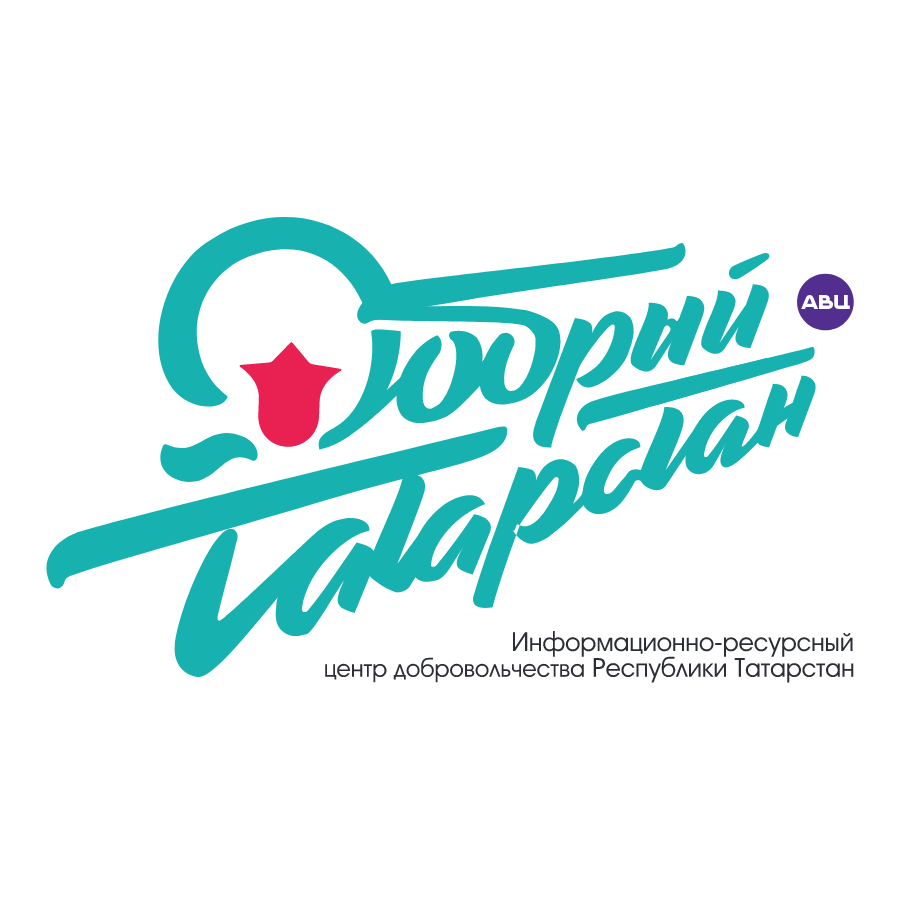 Добрый
АВЦ
Татарстан
Информационно-ресурсный
центр добровольчества Республики Татарстан